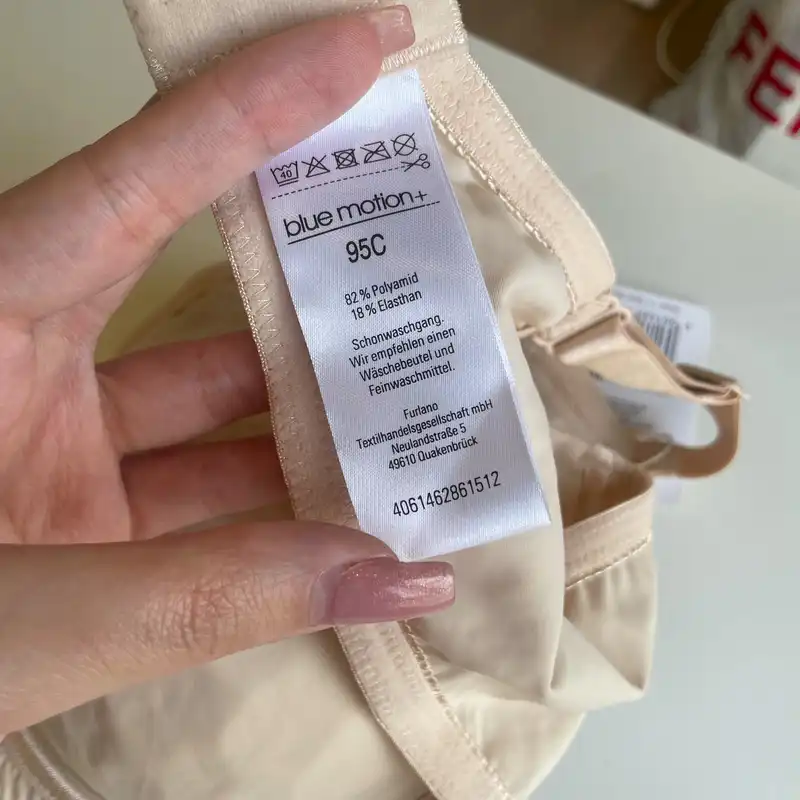 40
blue motion+
95C
82 % Polyamid
18 % Elasthan
Schonwaschgang.
Wir empfehlen einen
Wäschebeutel und
Feinwaschmittel.
Furlano
Textilhandelsgesellschaft mbH
Neulandstraße 5
49610 Quakenbrück
4061462861512
FE